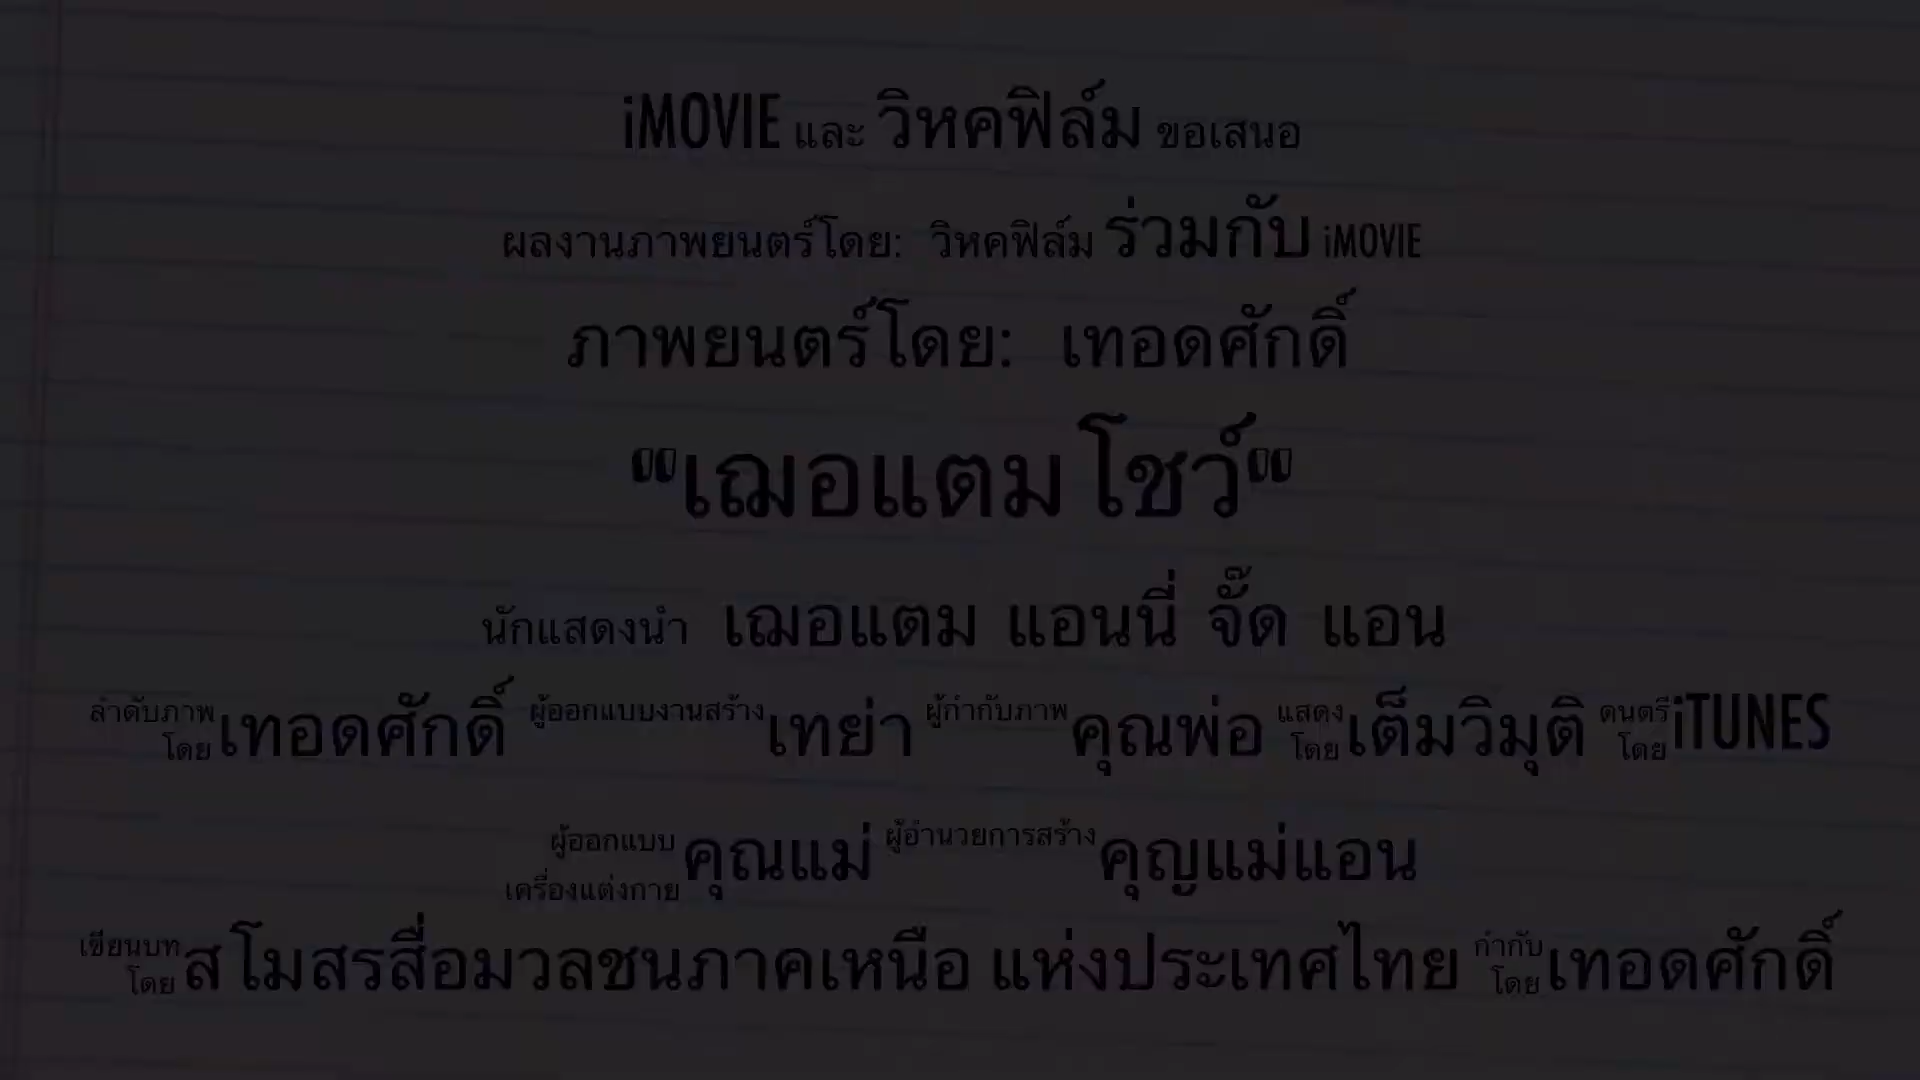 iMOVIE และ วิหคฟิล์ม ขอเสนอ
ผลงานภาพยนตร์โดย: วิหคฟิล์ม ร่วมกับ iMOVIE
ภาพยนตร์โดย: เทอดศักดิ์
"เฌอแตมโชว์"
นักแสดงนำ เฌอแตม แอนนี่ จั๊ด แอน
ลำดับภาพโดย เทอดศักดิ์ ผู้ออกแบบงานสร้าง เทย่า ผู้กำกับภาพ คุณพ่อ แสดงโดย เต็มวิมุติ ดนตรีโดย iTUNES
ผู้ออกแบบเครื่องแต่งกาย คุณแม่ ผู้อำนวยการสร้าง คุญแม่แอน
เขียนบทโดย สโมสรสื่อมวลชนภาคเหนือ แห่งประเทศไทย กำกับโดย เทอดศักดิ์